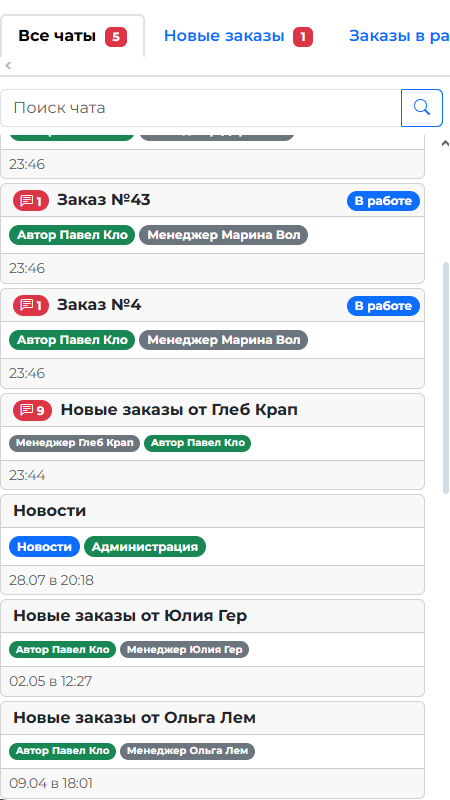 Все чаты 5 Новые заказы 1 Заказы в ра
Поиск чата
23:46
1 Заказ №43 В работе
Автор Павел Кло Менеджер Марина Вол
23:46
1 Заказ №4 В работе
Автор Павел Кло Менеджер Марина Вол
23:46
9 Новые заказы от Глеб Крап
Менеджер Глеб Крап Автор Павел Кло
23:44
Новости
Новости Администрация
28.07 в 20:18
Новые заказы от Юлия Гер
Автор Павел Кло Менеджер Юлия Гер
02.05 в 12:27
Новые заказы от Ольга Лем
Автор Павел Кло Менеджер Ольга Лем
09.04 в 18:01